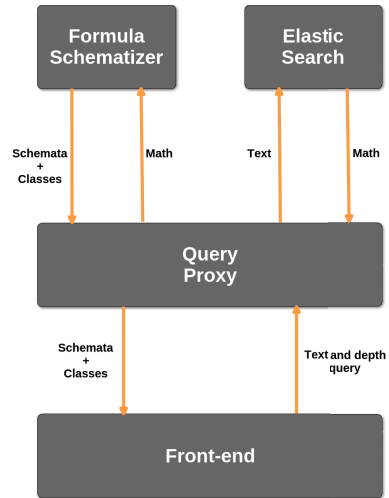 Formula
Schematizer
Elastic
Search
Schemata
+
Classes
Math
Text
Math
Query
Proxy
Schemata
+
Classes
Text and depth
query
Front-end